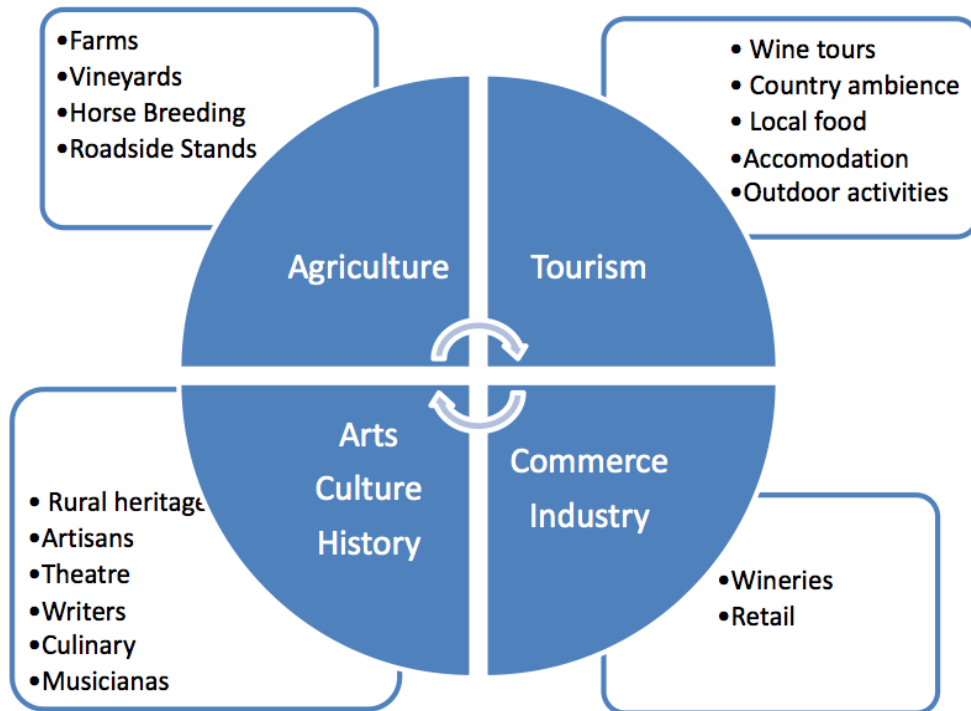 •Farms
•Vineyards
•Horse Breeding
•Roadside Stands
• Wine tours
• Country ambience
• Local food
•Accomodation
•Outdoor activities
Agriculture
Tourism
Arts
Culture
History
Commerce
Industry
• Rural heritage
•Artisans
•Theatre
•Writers
•Culinary
•Musicianas
•Wineries
•Retail